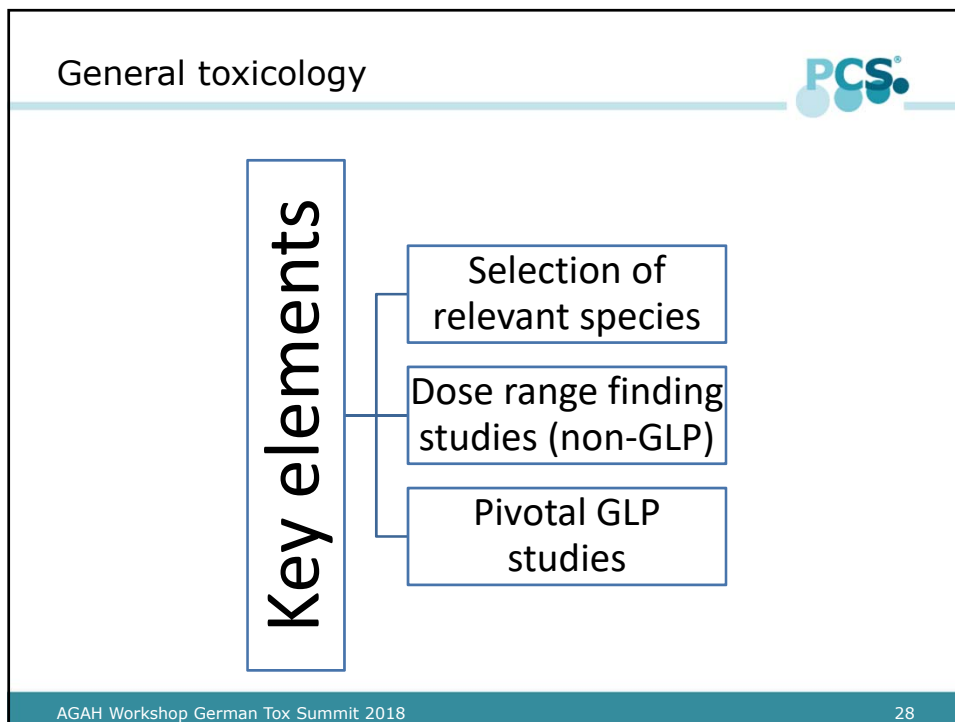 General toxicology
PCS®
Key elements
Selection of
relevant species
Dose range finding
studies (non-GLP)
Pivotal GLP
studies
AGAH Workshop German Tox Summit 2018
28